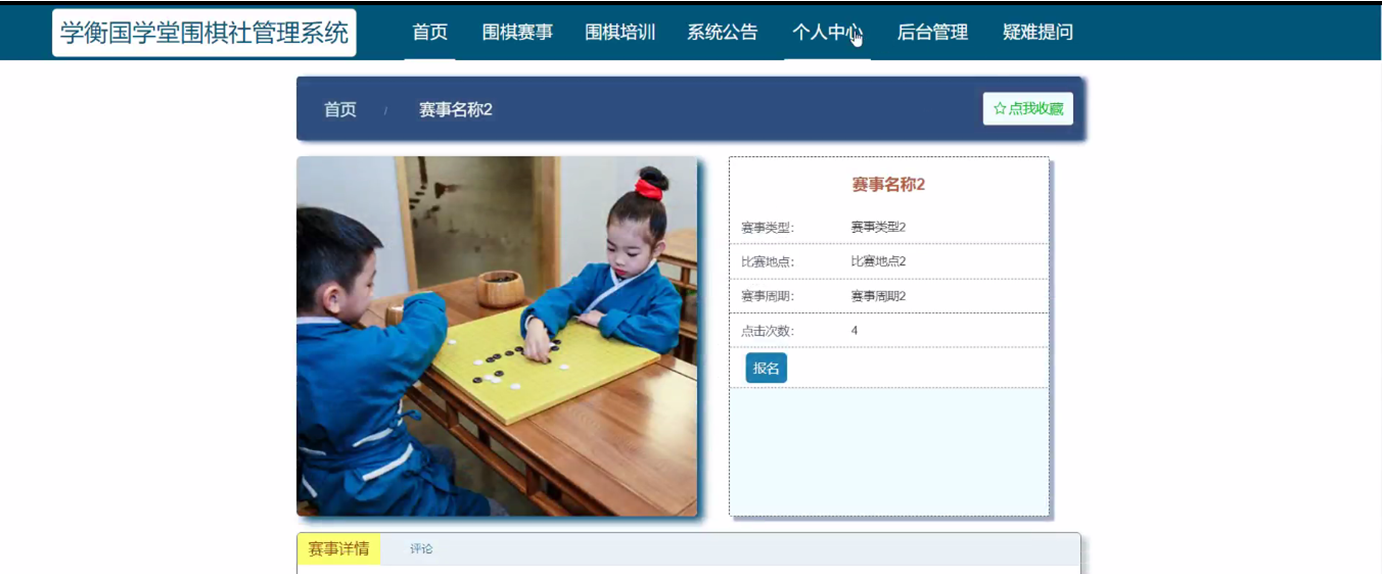 学衡国学堂围棋社管理系统 首页 围棋赛事 围棋培训 系统公告 个人中心 后台管理 疑难提问
首页 / 赛事名称2 ☆点我收藏
赛事名称2
赛事类型： 赛事类型2
比赛地点： 比赛地点2
赛事周期： 赛事周期2
点击次数： 4
报名
赛事详情 评论